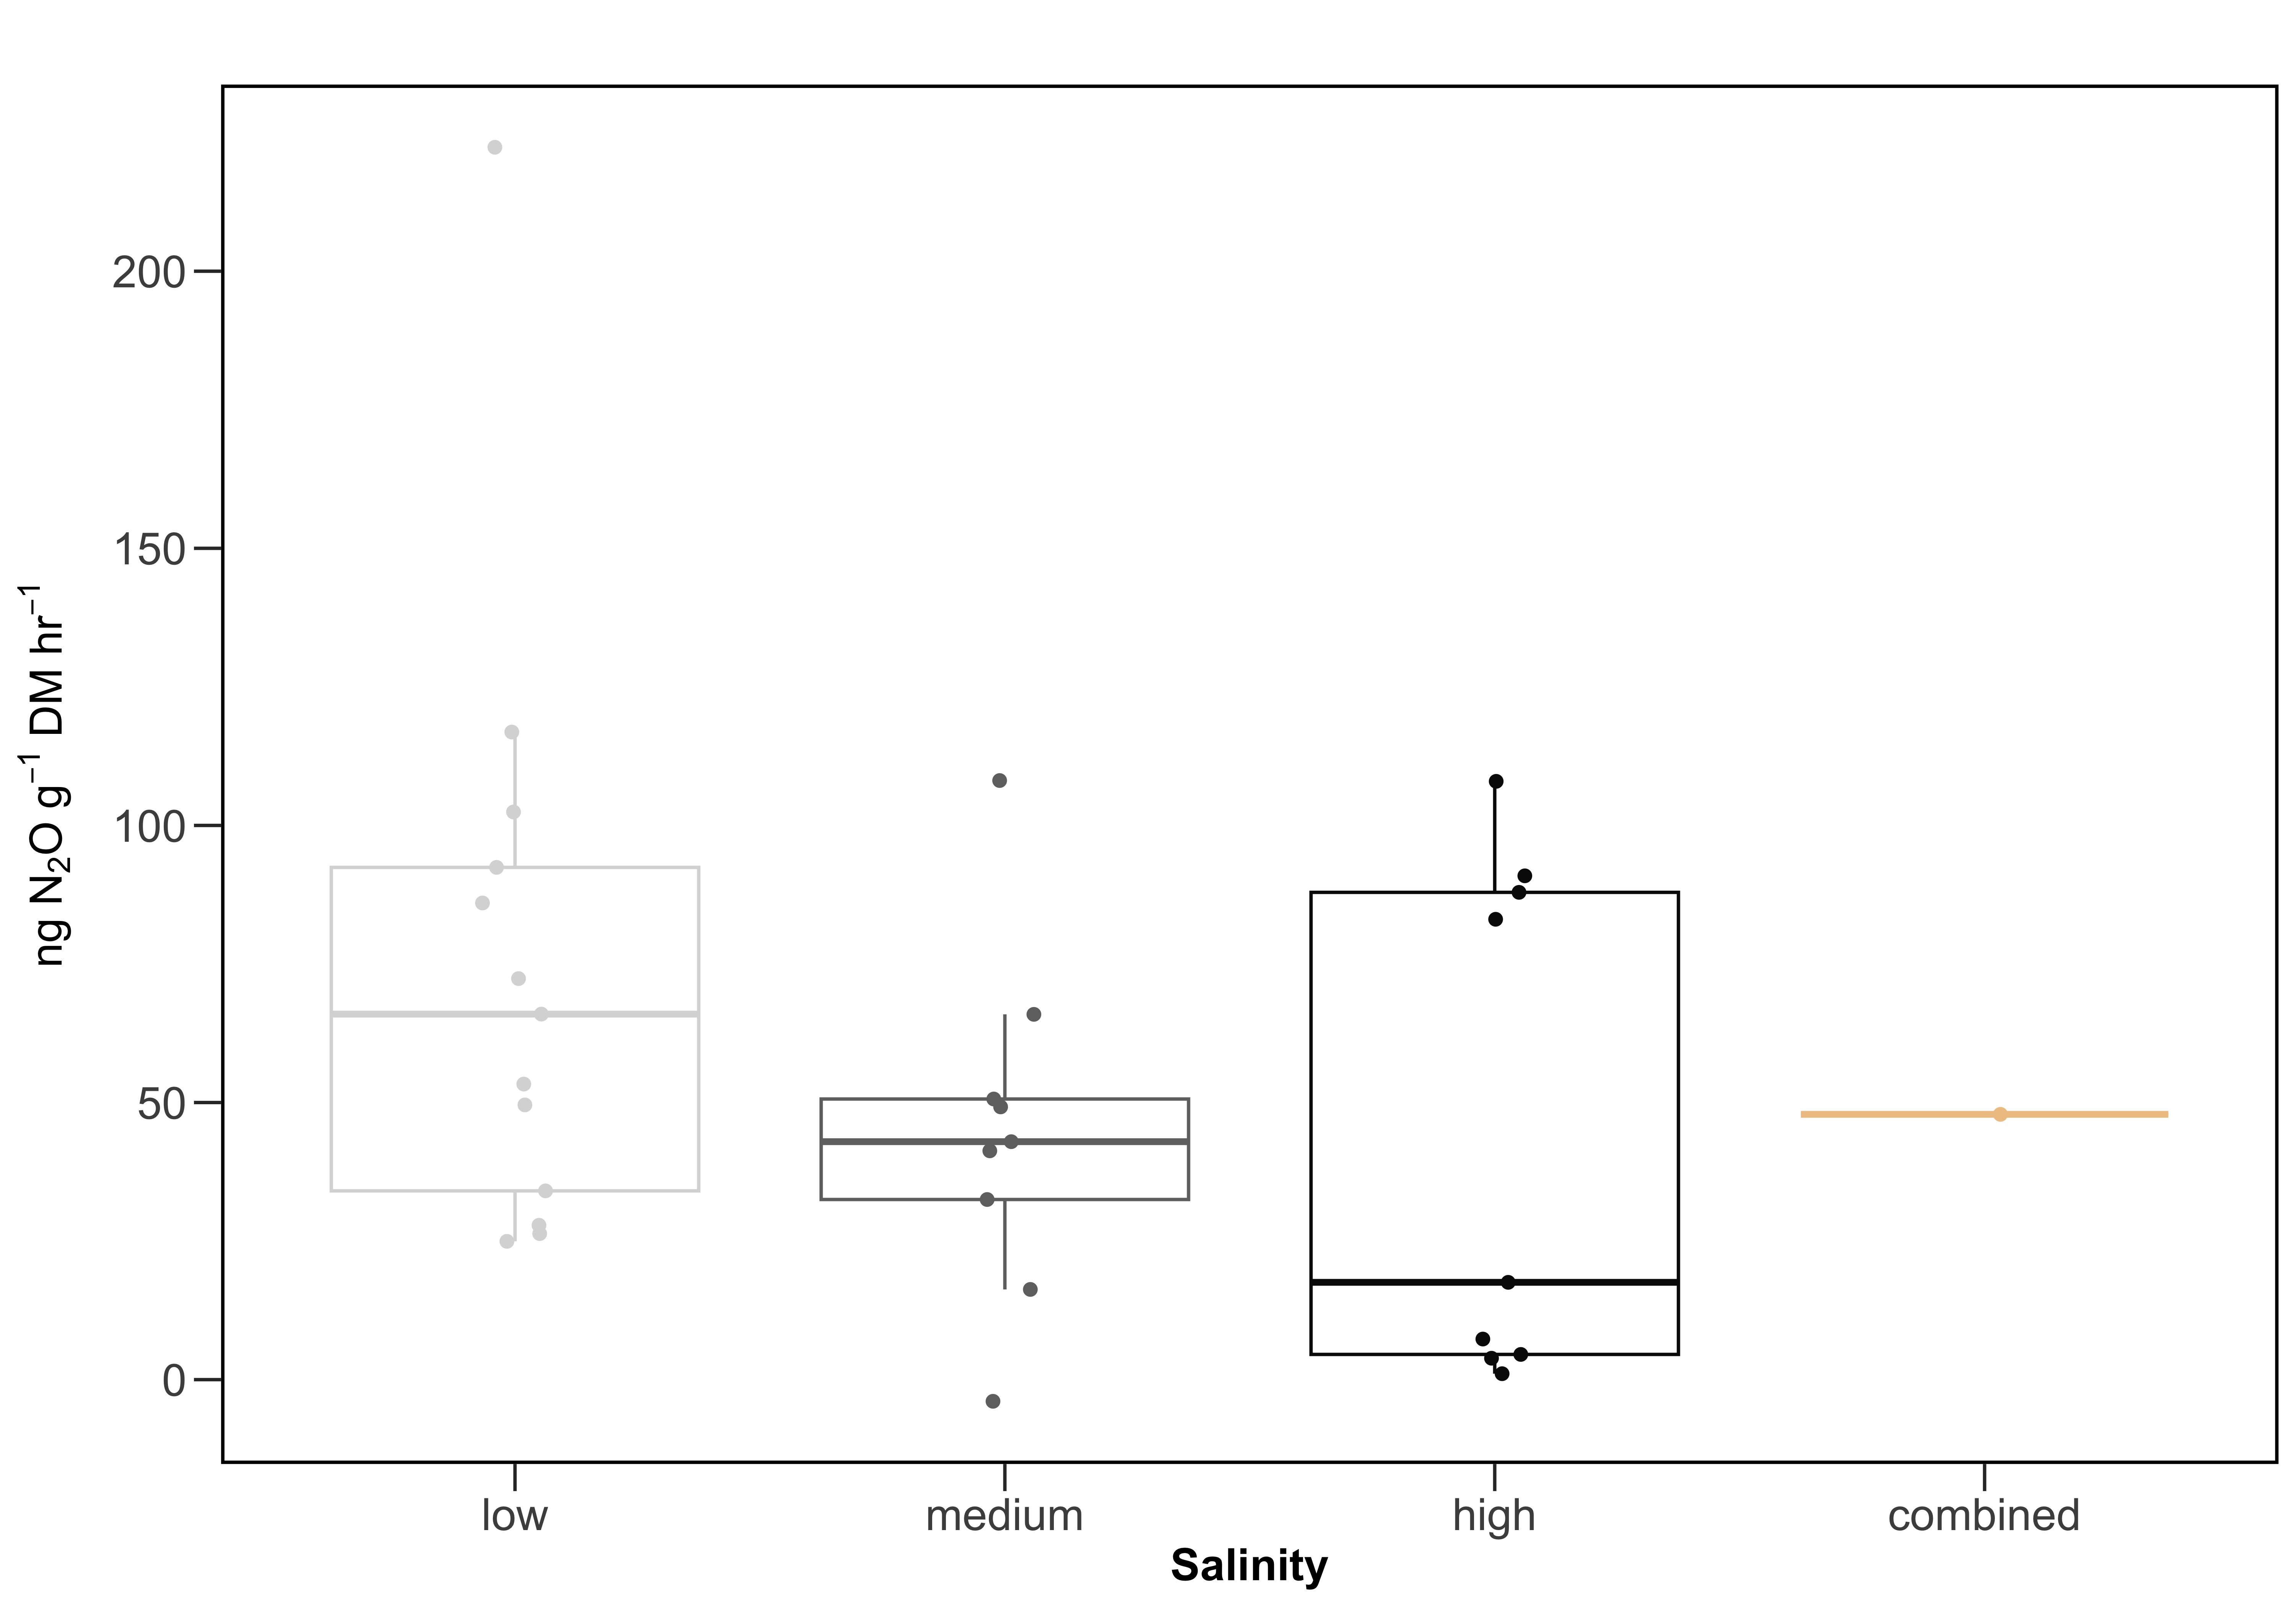 ng N₂O g⁻¹ DM hr⁻¹
200
150
100
50
0
low medium high combined
Salinity